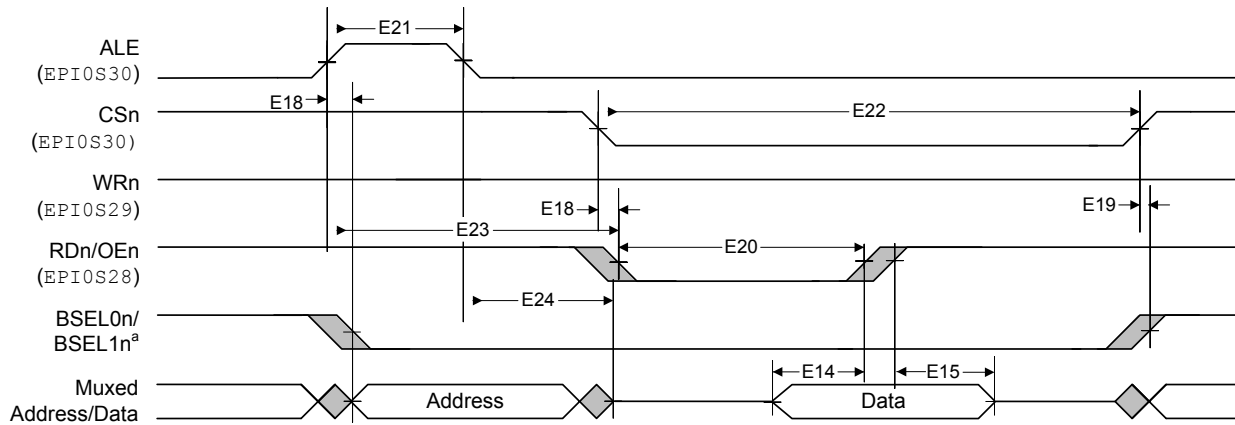 E21
ALE
(EPI0S30)
E18
CSn
E22
(EPI0S30)
WRn
(EPI0S29)
E18
E19
E23
RDn/OEn
E20
(EPI0S28)
E24
BSEL0n/
BSEL1nª
E14
E15
Muxed
Address/Data
Address
Data